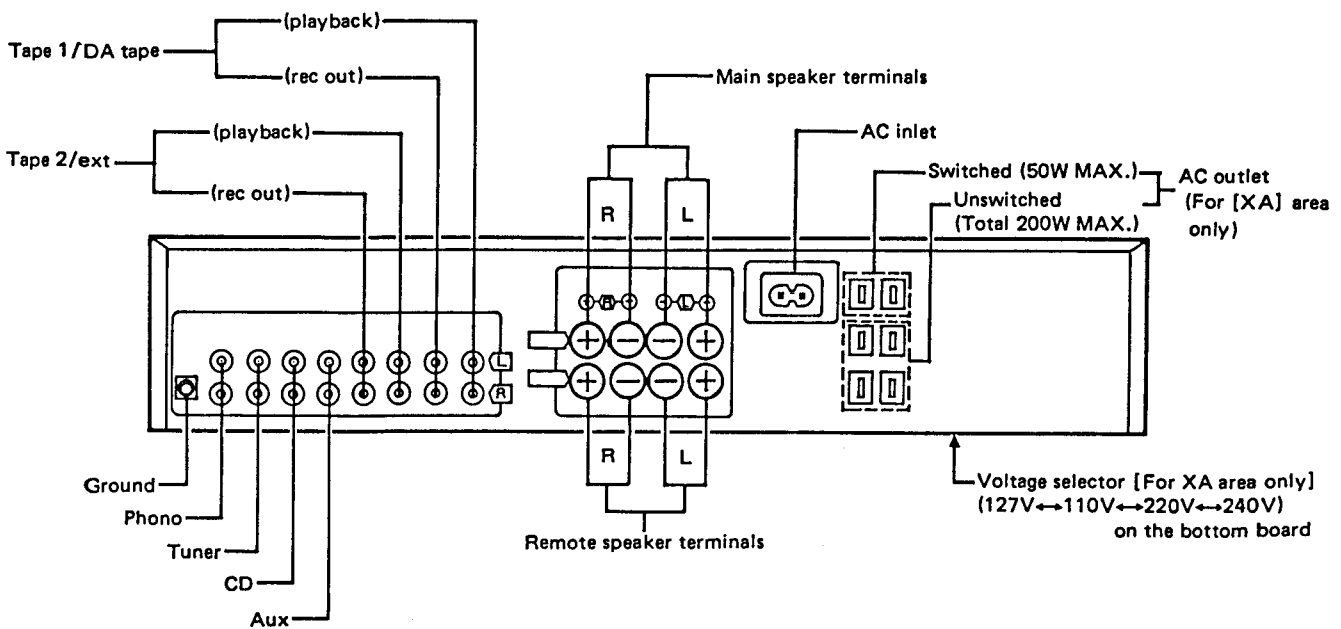 (playback)
Tape 1/DA tape
(rec out)
Main speaker terminals
(playback)
AC inlet
Tape 2/ext
Switched (50W MAX.)
AC outlet
(For [XA] area
only)
(rec out)
Unswitched
(Total 200W MAX.)
R
L
R
L
L
R
+
−
−
+
+
−
−
+
R
L
Ground
Phono
Tuner
CD
Aux
Remote speaker terminals
Voltage selector [For XA area only]
(127V↔110V↔220V↔240V)
on the bottom board